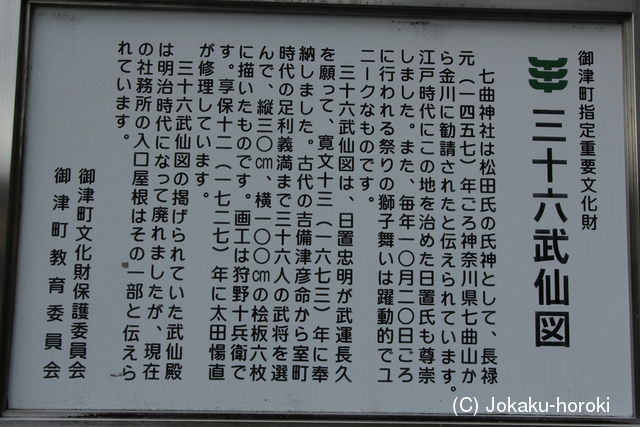 御津町指定重要文化財
三十六武仙図
七曲神社は松田氏の氏神として、長禄
元（一四五七）年ごろ神奈川県七曲山か
ら金川に勧請されたと伝えられています。
江戸時代にこの地を治めた日置氏も尊崇
しました。また、毎年一〇月二〇日ごろ
に行われる祭りの獅子舞いは躍動的でユ
ニークなものです。
三十六武仙図は、日置忠明が武運長久
を願って、寛文十三（一六七三）年に奉
納しました。古代の吉備津彦命から室町
時代の足利義満まで三十六人の武将を選
んで、縦三〇㎝、横一〇〇㎝の桧板六枚
に描いたものです。画工は狩野十兵衛で
す。享保十二（一七二七）年に太田愓直
が修理しています。
三十六武仙図の掲げられていた武仙殿
は明治時代になって廃れましたが、現在
の社務所の入口屋根はその一部と伝えら
れています。
御津町文化財保護委員会
御津町教育委員会
(C) Jokaku-horoki